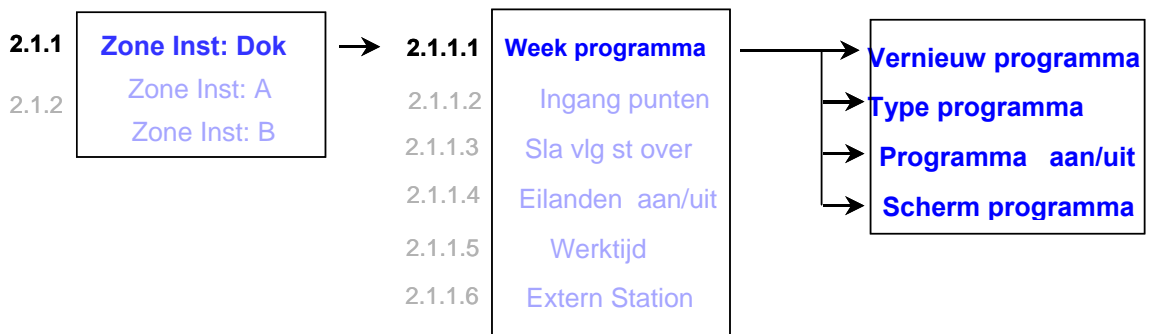 2.1.1 Zone Inst: Dok
Zone Inst: A
2.1.2
Zone Inst: B
2.1.1.1 Week programma
2.1.1.2 Ingang punten
2.1.1.3 Sla vlg st over
2.1.1.4 Eilanden aan/uit
2.1.1.5 Werktijd
2.1.1.6 Extern Station
Vernieuw programma
Type programma
Programma aan/uit
Scherm programma